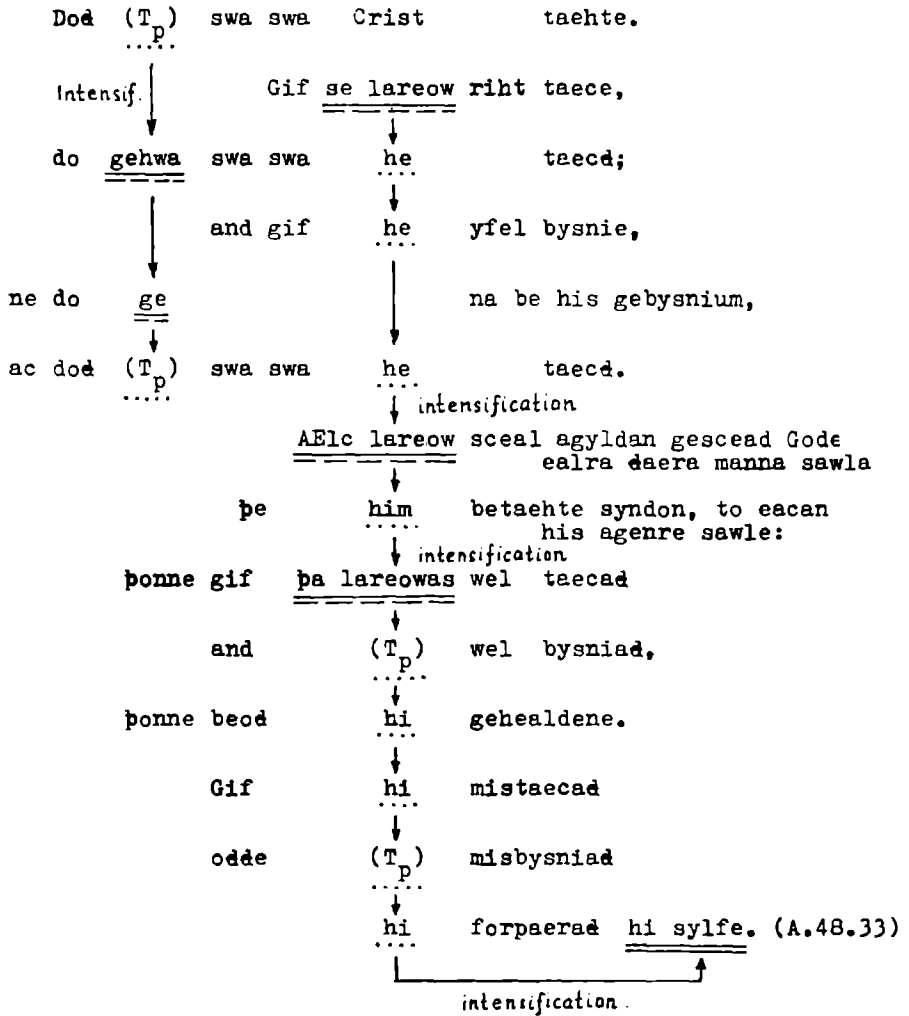 Dođ (Tp) swa swa Crist taehte.
Intensif.
Gif se lareow riht taece,
do gehwa swa swa he taecđ;
and gif he yfel bysnie,
ne do ge na be his gebysnium,
ac dođ (Tp) swa swa he taecđ.
intensification
AElc lareow sceal agyldan gescead Gode
ealra đaera manna sawla
þe him betaehte syndon, to eacan
his agenre sawle:
intensification
þonne gif þa lareowas wel taecađ
and (Tp) wel bysniađ,
þonne beođ hi gehealdene.
Gif hi mistaecađ
ođđe (Tp) misbysniađ
hi forpaerađ hi sylfe. (A.48.33)
intensification.